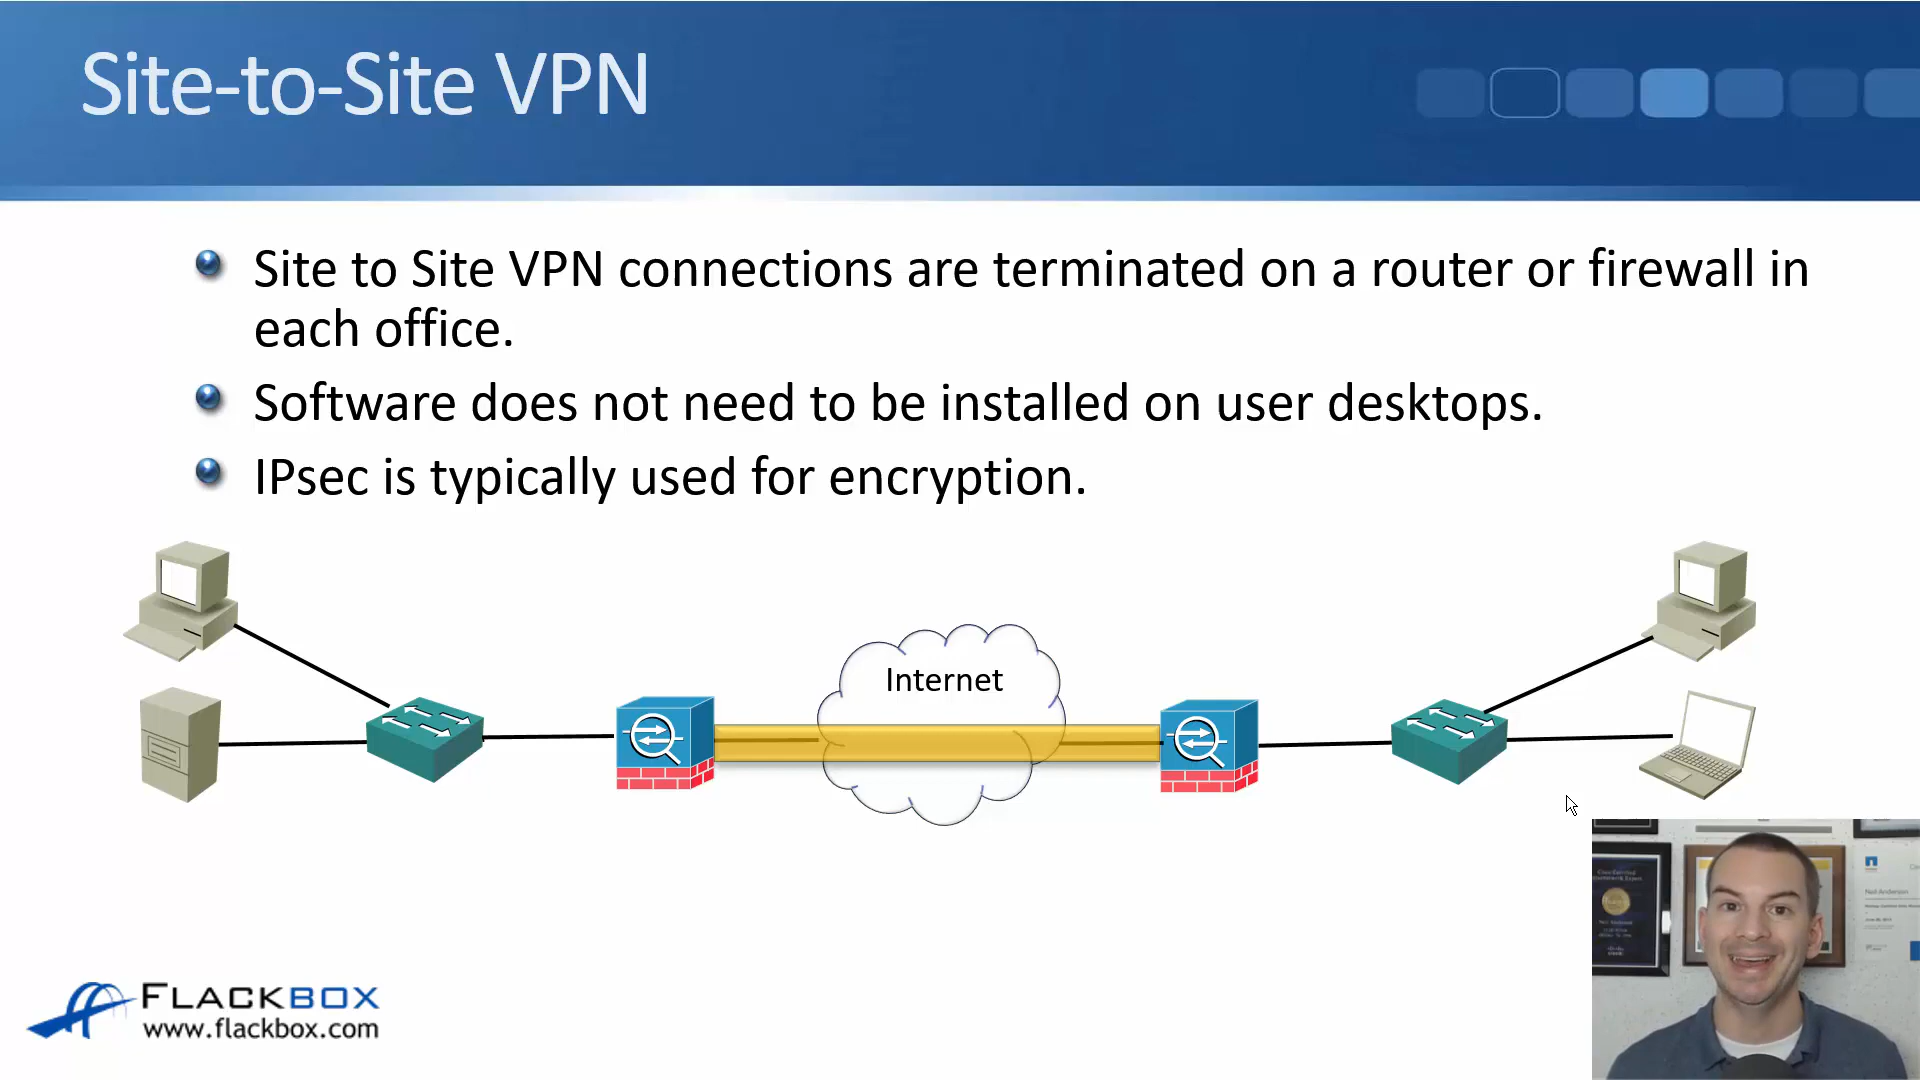 Site-to-Site VPN
Site to Site VPN connections are terminated on a router or firewall in
each office.
Software does not need to be installed on user desktops.
IPsec is typically used for encryption.
Internet
FLACKBOX
www.flackbox.com
Neil Anderson